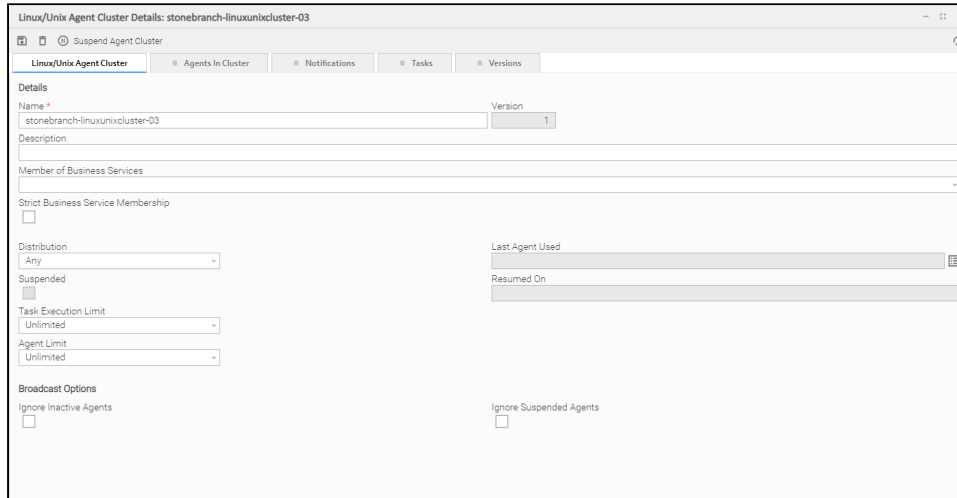 Linux/Unix Agent Cluster Details: stonebranch-linuxunixcluster-03
Suspend Agent Cluster
Linux/Unix Agent Cluster Agents In Cluster Notifications Tasks Versions
Details
Name * Version
stonebranch-linuxunixcluster-03 1
Description
Member of Business Services
Strict Business Service Membership
Distribution Last Agent Used
Any
Suspended Resumed On
Task Execution Limit
Unlimited
Agent Limit
Unlimited
Broadcast Options
Ignore Inactive Agents Ignore Suspended Agents